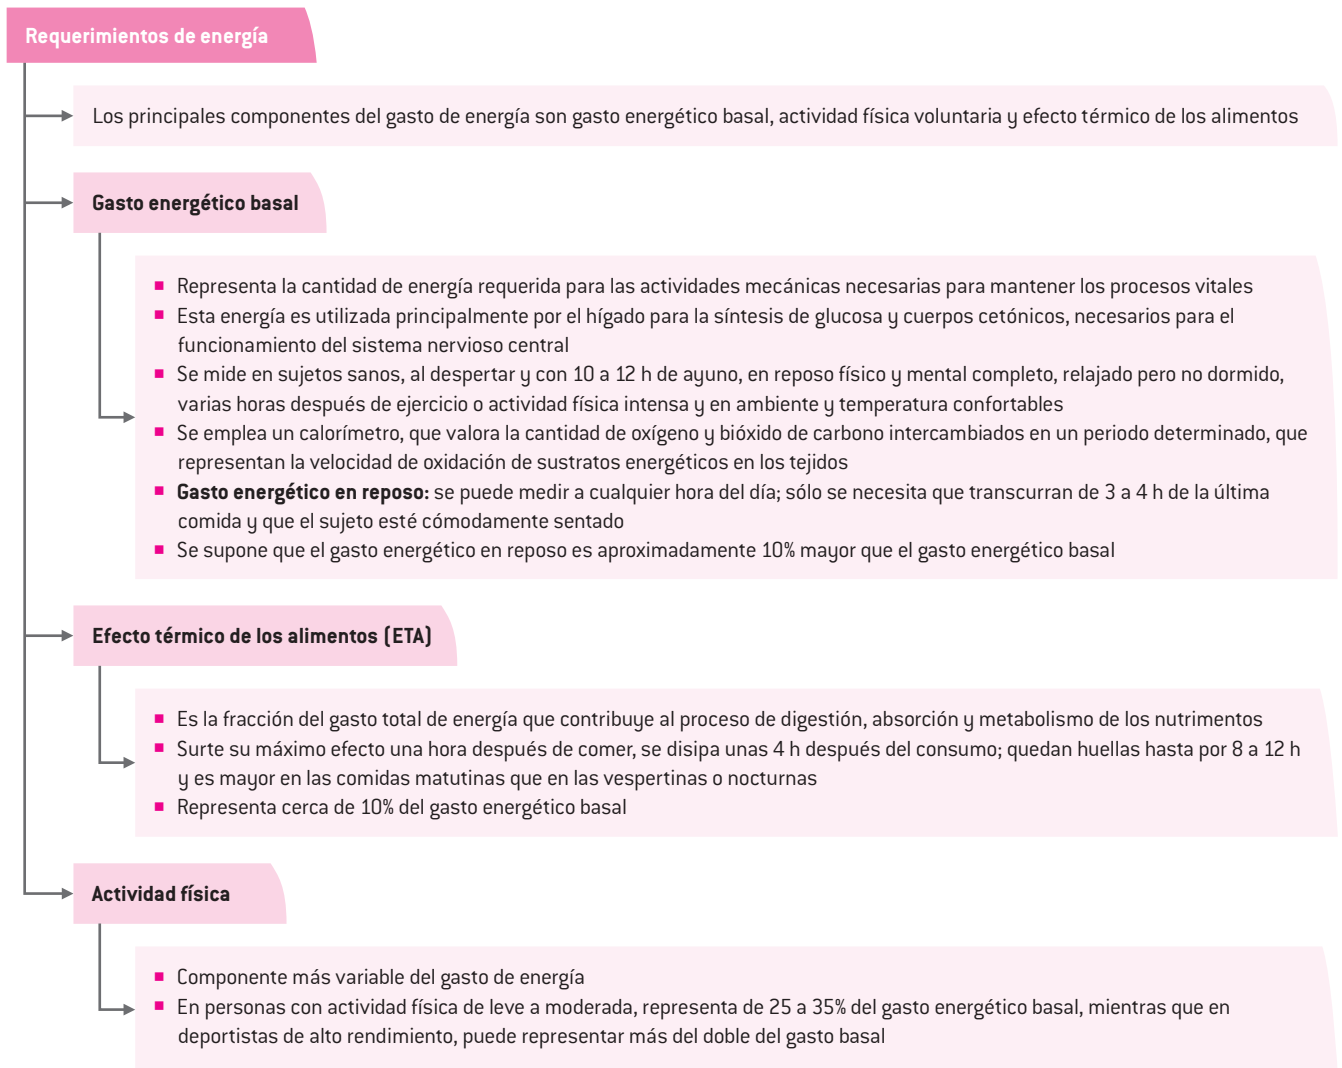 Requerimientos de energía
Los principales componentes del gasto de energía son gasto energético basal, actividad física voluntaria y efecto térmico de los alimentos
Gasto energético basal
▪ Representa la cantidad de energía requerida para las actividades mecánicas necesarias para mantener los procesos vitales
▪ Esta energía es utilizada principalmente por el hígado para la síntesis de glucosa y cuerpos cetónicos, necesarios para el
funcionamiento del sistema nervioso central
▪ Se mide en sujetos sanos, al despertar y con 10 a 12 h de ayuno, en reposo físico y mental completo, relajado pero no dormido,
varias horas después de ejercicio o actividad física intensa y en ambiente y temperatura confortables
▪ Se emplea un calorímetro, que valora la cantidad de oxígeno y bióxido de carbono intercambiados en un periodo determinado, que
representan la velocidad de oxidación de sustratos energéticos en los tejidos
▪ Gasto energético en reposo: se puede medir a cualquier hora del día; sólo se necesita que transcurran de 3 a 4 h de la última
comida y que el sujeto esté cómodamente sentado
▪ Se supone que el gasto energético en reposo es aproximadamente 10% mayor que el gasto energético basal
Efecto térmico de los alimentos (ETA)
▪ Es la fracción del gasto total de energía que contribuye al proceso de digestión, absorción y metabolismo de los nutrimentos
▪ Surte su máximo efecto una hora después de comer, se disipa unas 4 h después del consumo; quedan huellas hasta por 8 a 12 h
y es mayor en las comidas matutinas que en las vespertinas o nocturnas
▪ Representa cerca de 10% del gasto energético basal
Actividad física
▪ Componente más variable del gasto de energía
▪ En personas con actividad física de leve a moderada, representa de 25 a 35% del gasto energético basal, mientras que en
deportistas de alto rendimiento, puede representar más del doble del gasto basal